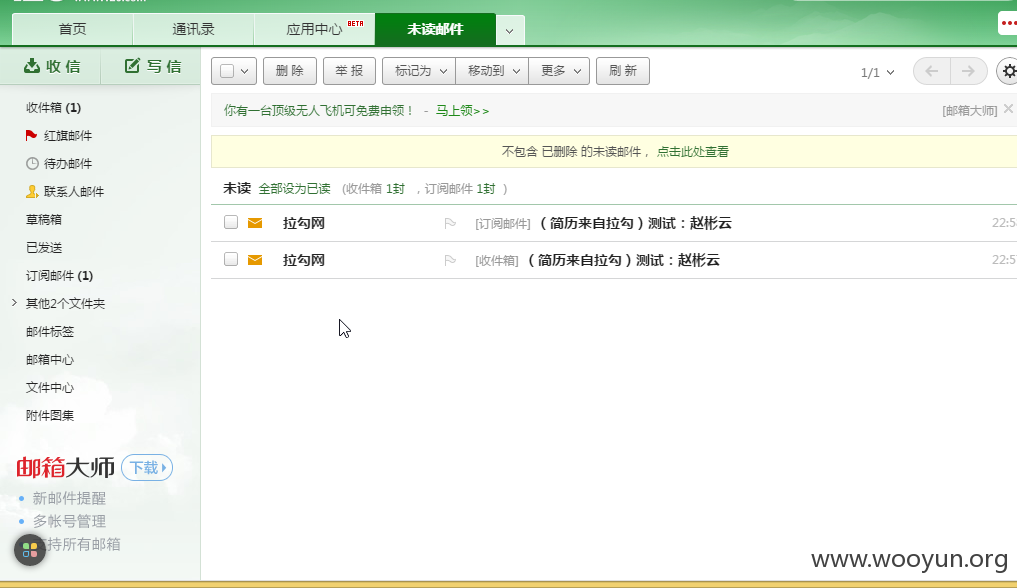 首页 通讯录 应用中心 BETA 未读邮件
收信 写信
删除 举报 标记为 移动到 更多 刷新 1/1
你有一台顶级无人飞机可免费申领！ - 马上领>> [邮箱大师]
不包含 已删除 的未读邮件， 点击此处查看
未读 全部设为已读 (收件箱 1封 , 订阅邮件 1封 )
拉勾网 [订阅邮件] （简历来自拉勾）测试：赵彬云 22:5
拉勾网 [收件箱] （简历来自拉勾）测试：赵彬云 22:5
收件箱 (1)
红旗邮件
待办邮件
联系人邮件
草稿箱
已发送
订阅邮件 (1)
其他2个文件夹
邮件标签
邮箱中心
文件中心
附件图集
邮箱大师 下载
新邮件提醒
多帐号管理
持所有邮箱
www.wooyun.org